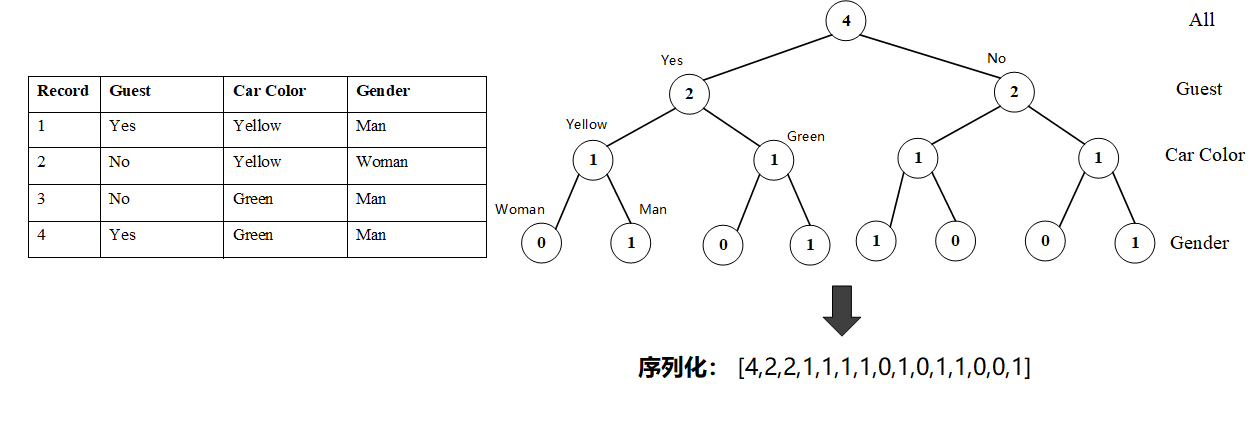 Record Guest Car Color Gender
1 Yes Yellow Man
2 No Yellow Woman
3 No Green Man
4 Yes Green Man
4 All
Yes No
2 2 Guest
Yellow Green
1 1 1 1 Car Color
Woman Man
0 1 0 1 1 0 0 1 Gender
序列化： [4,2,2,1,1,1,1,0,1,0,1,1,0,0,1]